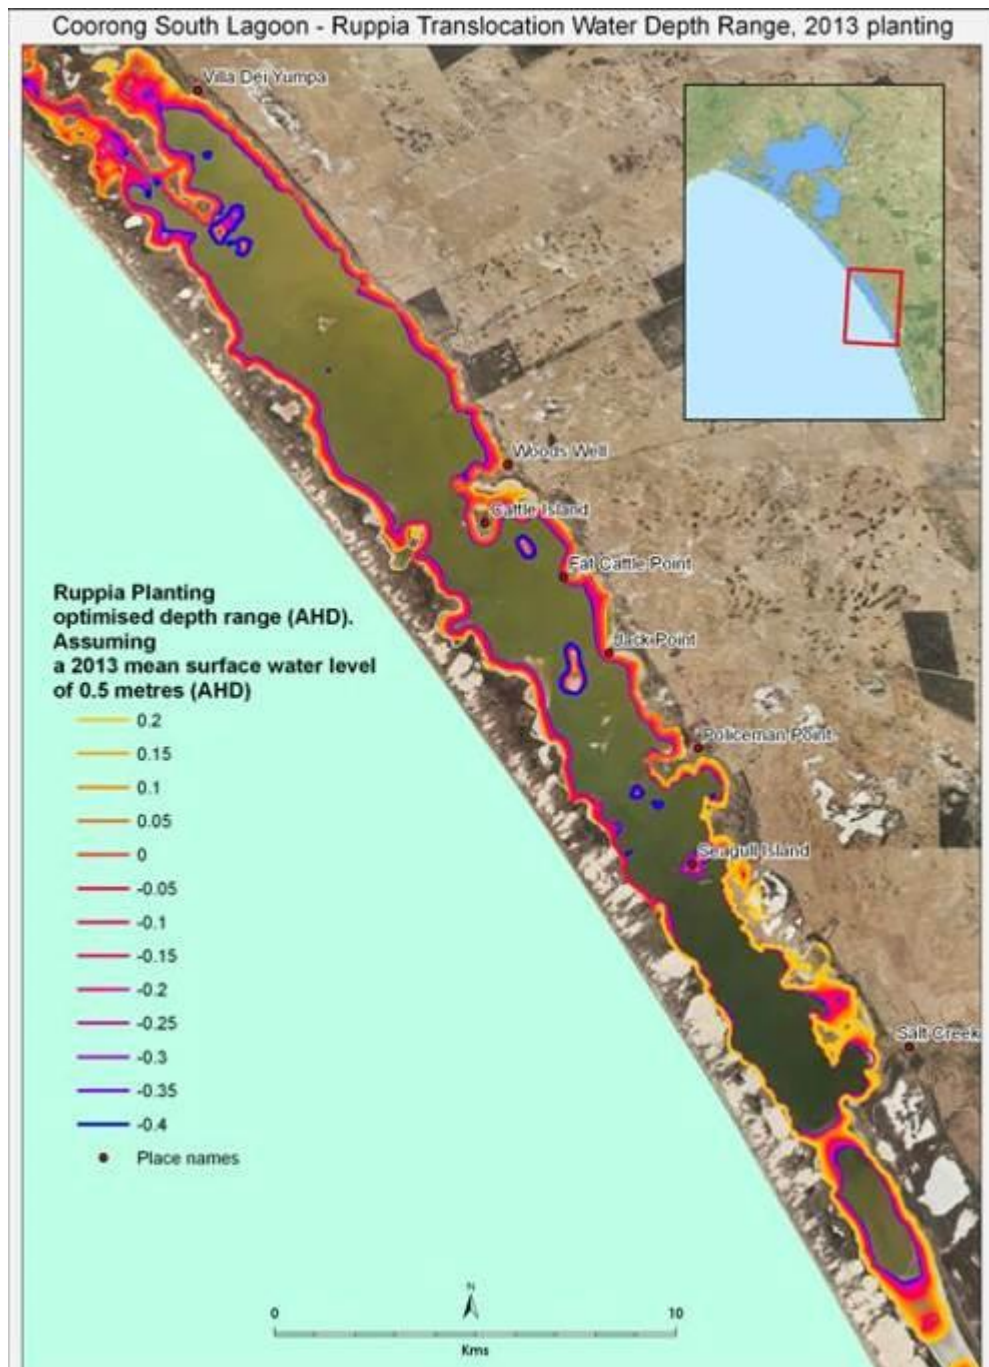 Coorong South Lagoon - Ruppia Translocation Water Depth Range, 2013 planting
Villa Dei Yumpa
Woods Well
Cattle Island
Fat Cattle Point
Jack Point
Policeman Point
Seagull Island
Salt Creek
Ruppia Planting
optimised depth range (AHD).
Assuming
a 2013 mean surface water level
of 0.5 metres (AHD)
0.2
0.15
0.1
0.05
0
-0.05
-0.1
-0.15
-0.2
-0.25
-0.3
-0.35
-0.4
Place names
N
0 10
Kms